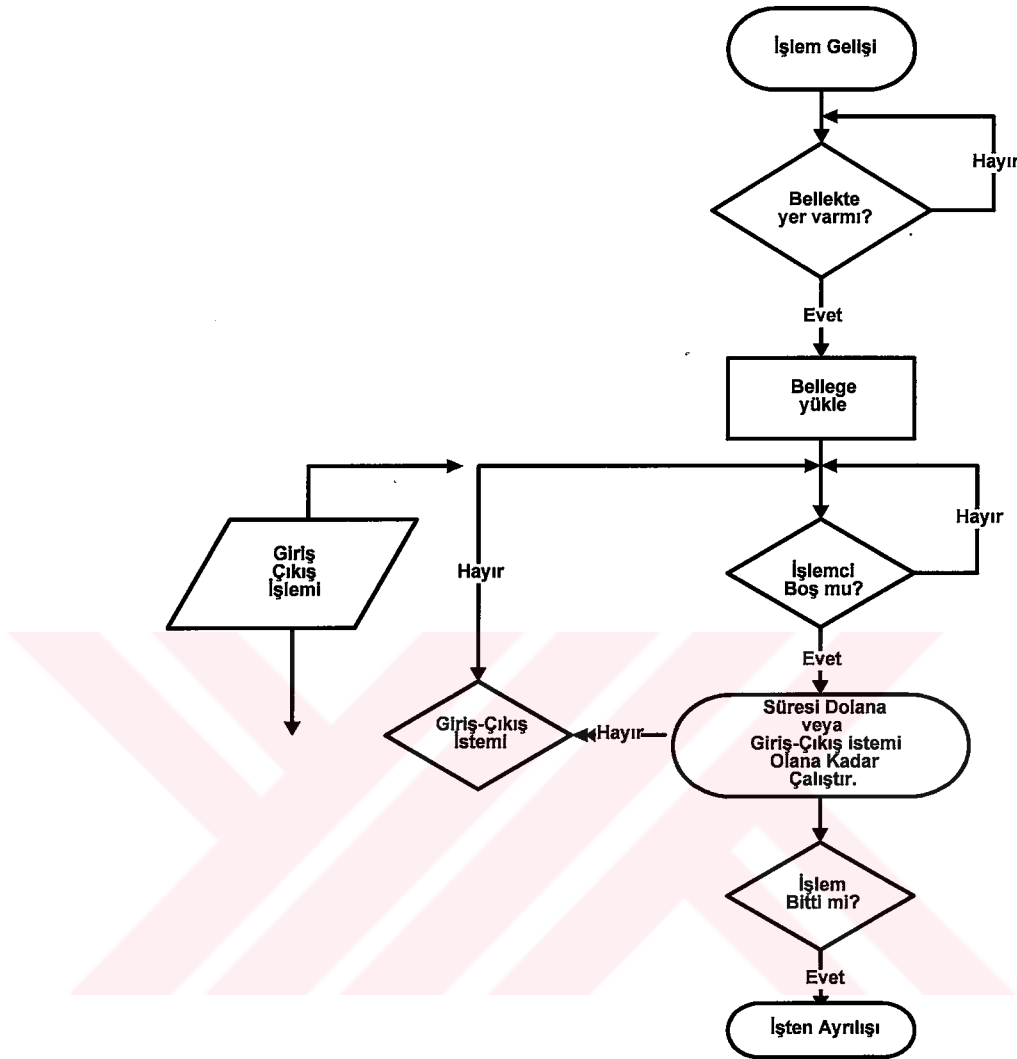 İşlem Gelişi
Hayır
Bellekte
yer varmı?
Evet
Bellege
yükle
Hayır
Giriş
Çıkış
İşlemi
Hayır
İşlemci
Boş mu?
Evet
Giriş-Çıkış
İstemi
Hayır
Süresi Dolana
veya
Giriş-Çıkış istemi
Olana Kadar
Çalıştır.
İşlem
Bitti mi?
Evet
İşten Ayrılışı